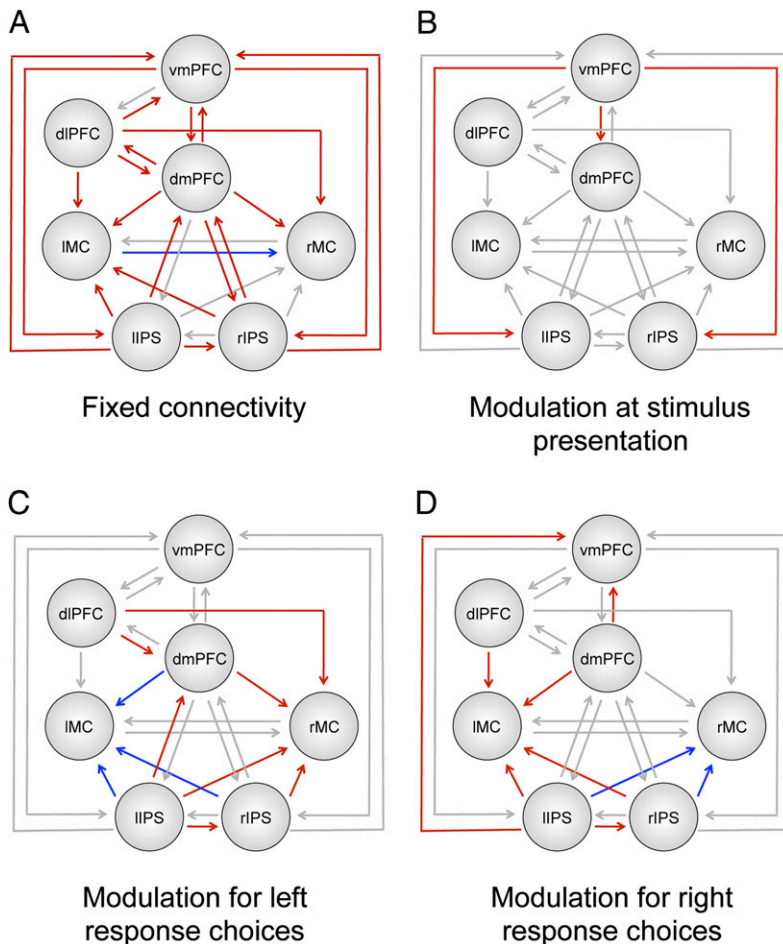 A
vmPFC
dlPFC
dmPFC
lMC
rMC
lIPS
rIPS
Fixed connectivity
B
vmPFC
dlPFC
dmPFC
lMC
rMC
lIPS
rIPS
Modulation at stimulus
presentation
C
vmPFC
dlPFC
dmPFC
lMC
rMC
lIPS
rIPS
Modulation for left
response choices
D
vmPFC
dlPFC
dmPFC
lMC
rMC
lIPS
rIPS
Modulation for right
response choices